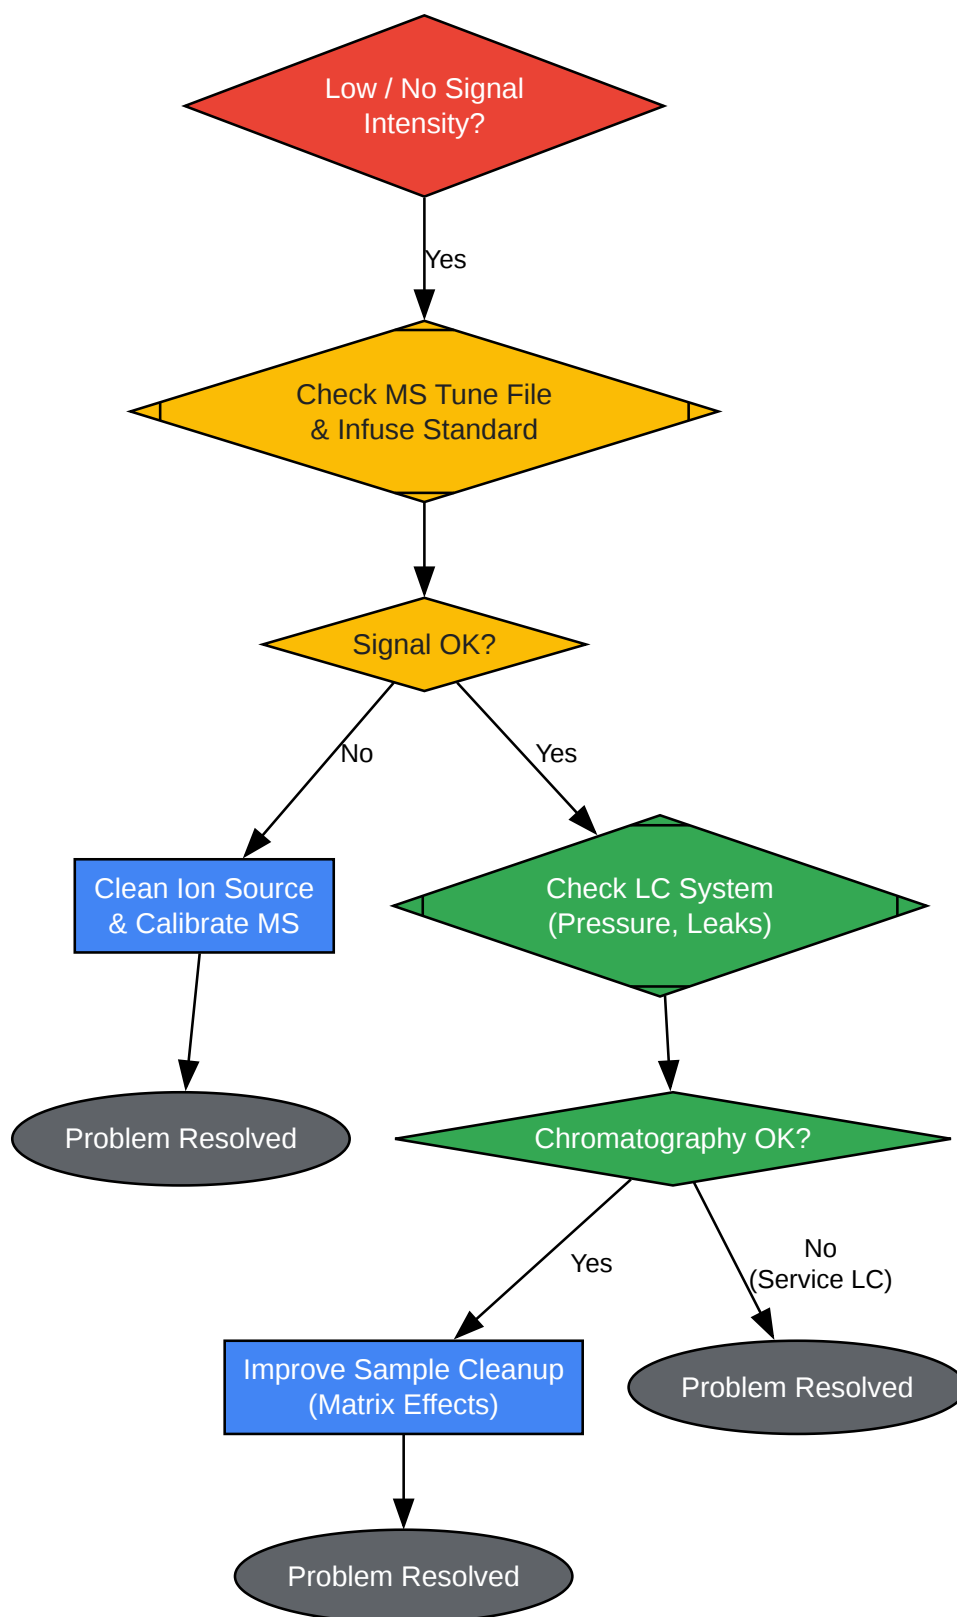 Low / No Signal
Intensity?
Yes
Check MS Tune File
& Infuse Standard
Signal OK?
No
Yes
Clean Ion Source
& Calibrate MS
Check LC System
(Pressure, Leaks)
Problem Resolved
Chromatography OK?
Yes
No
(Service LC)
Improve Sample Cleanup
(Matrix Effects)
Problem Resolved
Problem Resolved